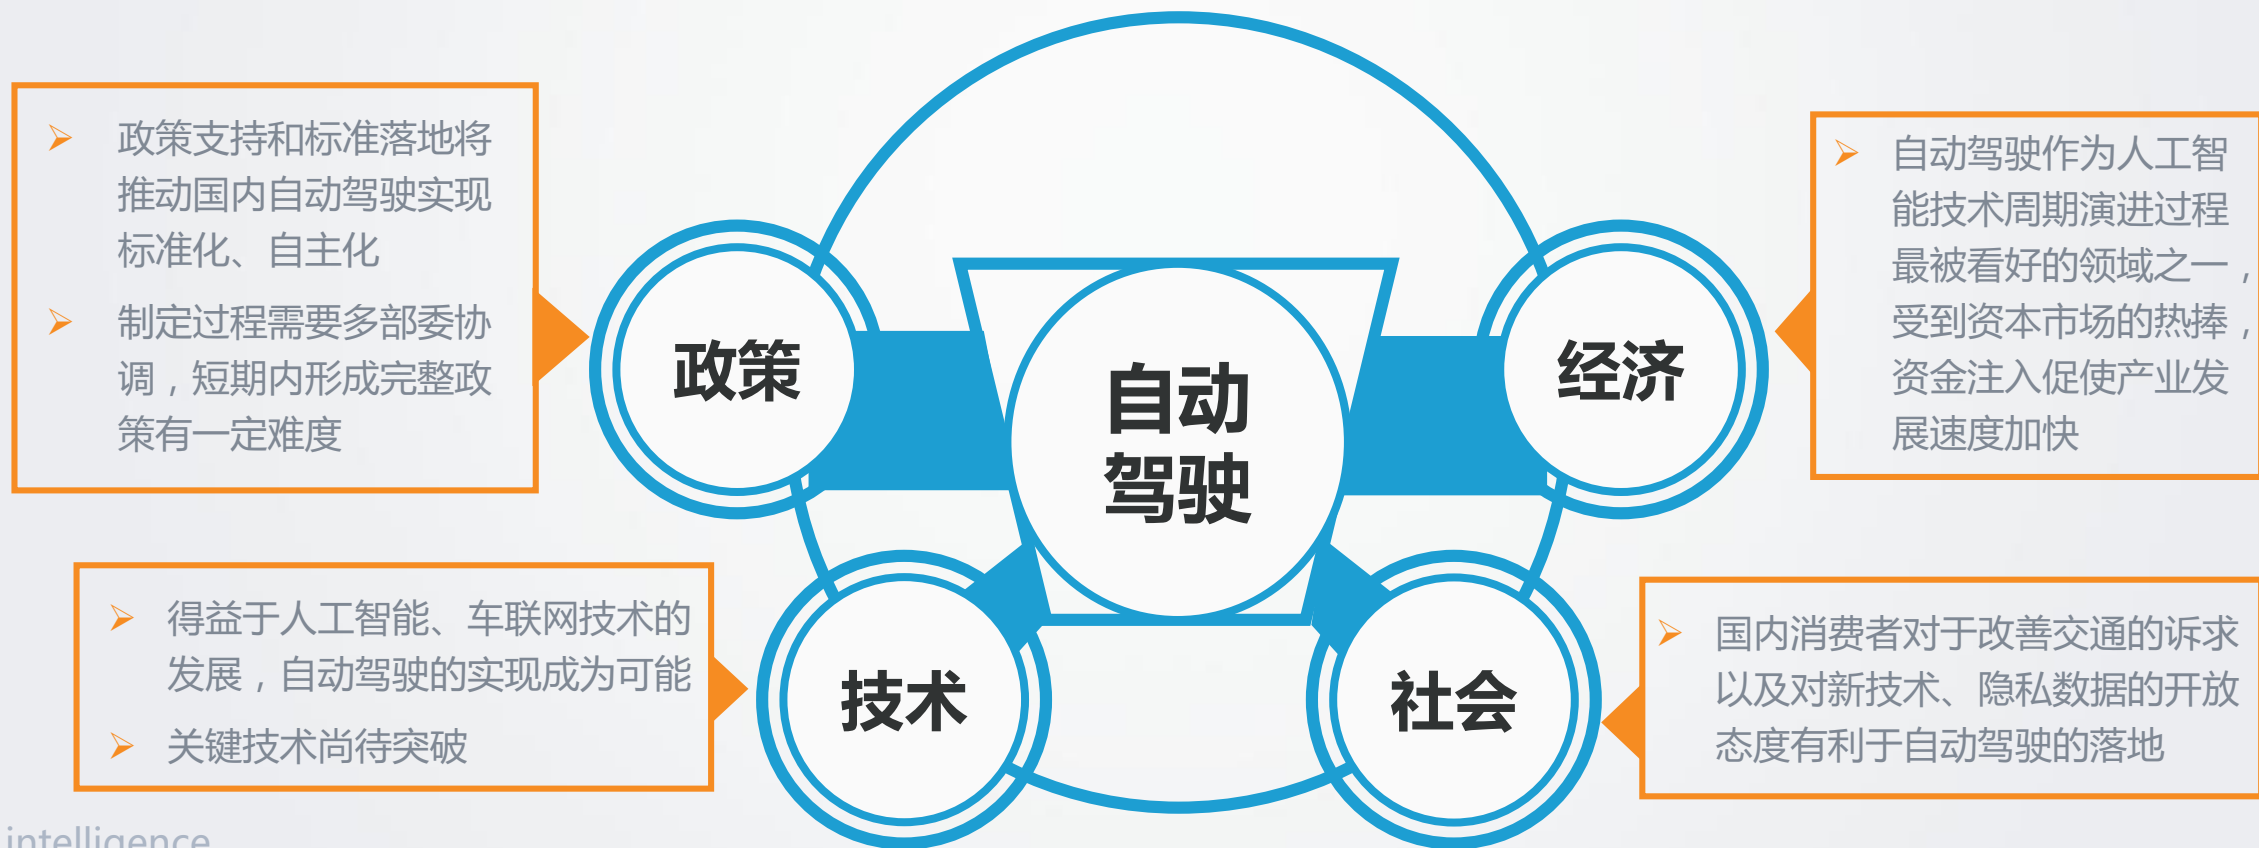 政策支持和标准落地将
推动国内自动驾驶实现
标准化、自主化
制定过程需要多部委协
调，短期内形成完整政
策有一定难度
政策
自动
驾驶
经济
自动驾驶作为人工智
能技术周期演进过程
最被看好的领域之一，
受到资本市场的热捧，
资金注入促使产业发
展速度加快
得益于人工智能、车联网技术的
发展，自动驾驶的实现成为可能
关键技术尚待突破
技术
社会
国内消费者对于改善交通的诉求
以及对新技术、隐私数据的开放
态度有利于自动驾驶的落地
intelligence